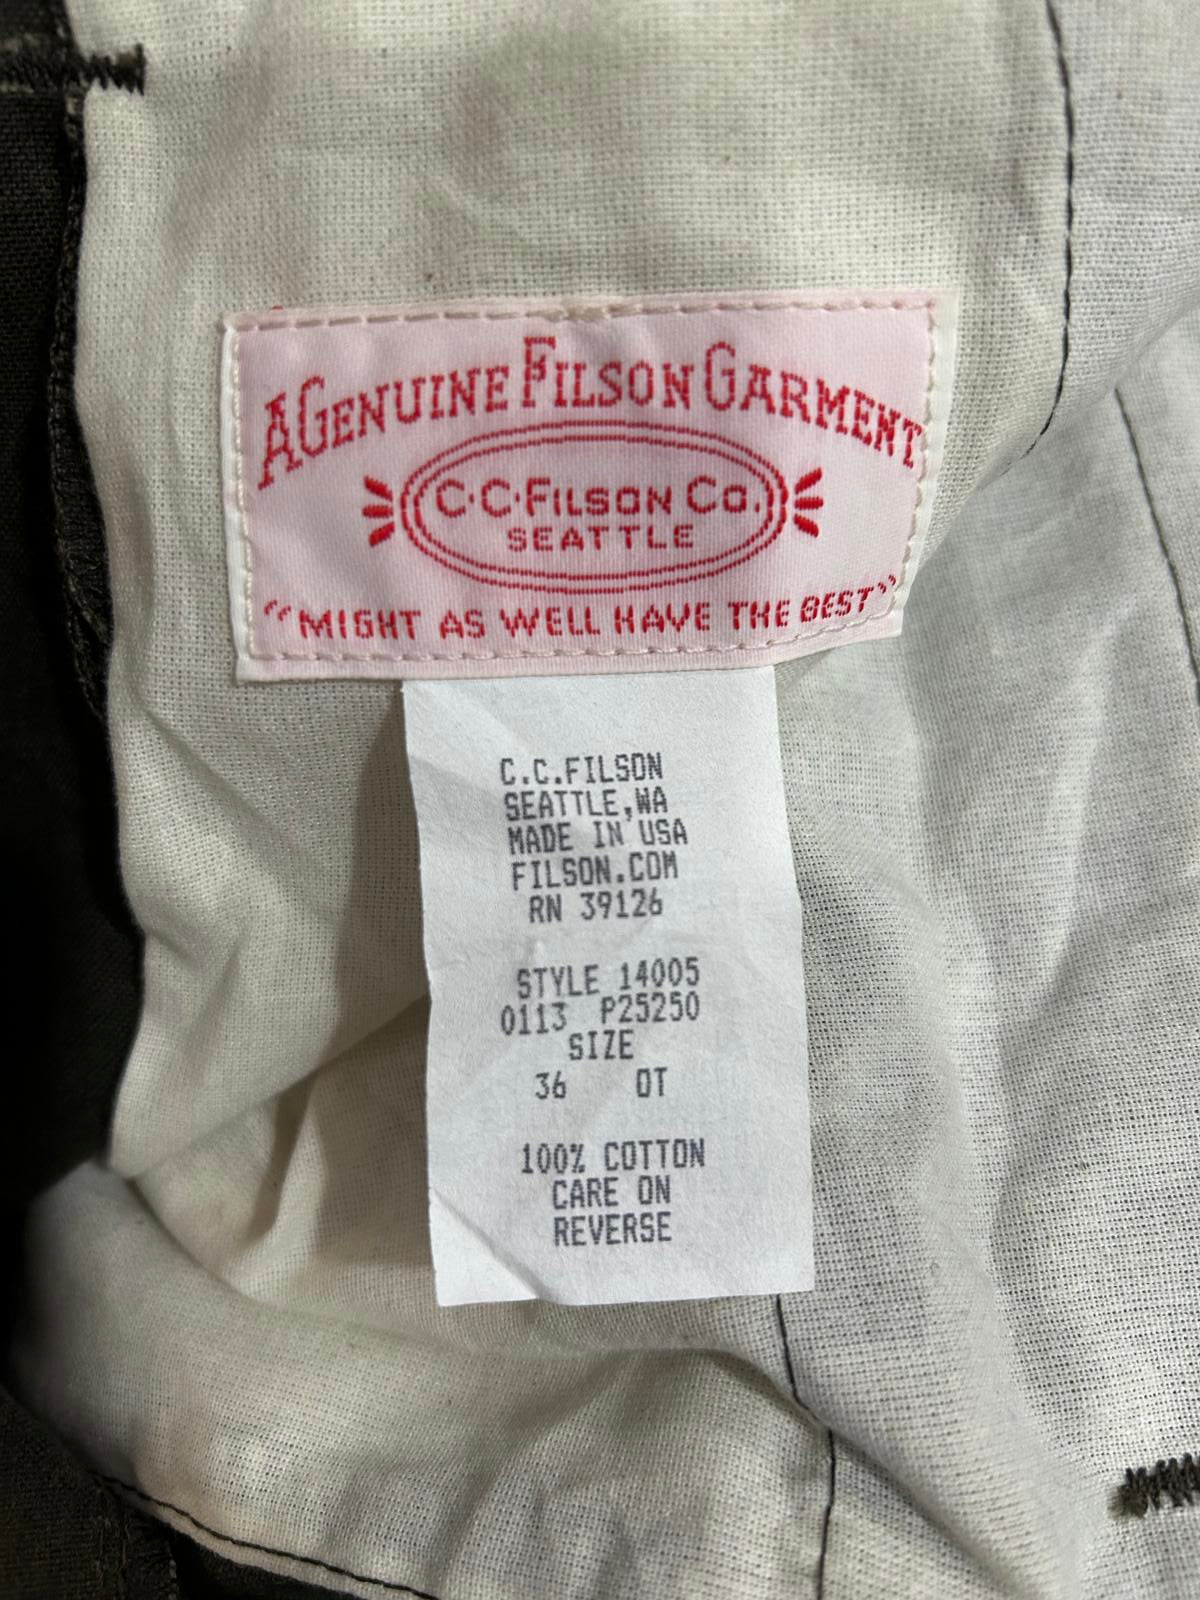 A GENUINE FILSON GARMENT
C·C·FILSON CO.
SEATTLE
"MIGHT AS WELL HAVE THE BEST"
C.C.FILSON
SEATTLE,WA
MADE IN USA
FILSON.COM
RN 39126
STYLE 14005
0113 P25250
SIZE
36 OT
100% COTTON
CARE ON
REVERSE